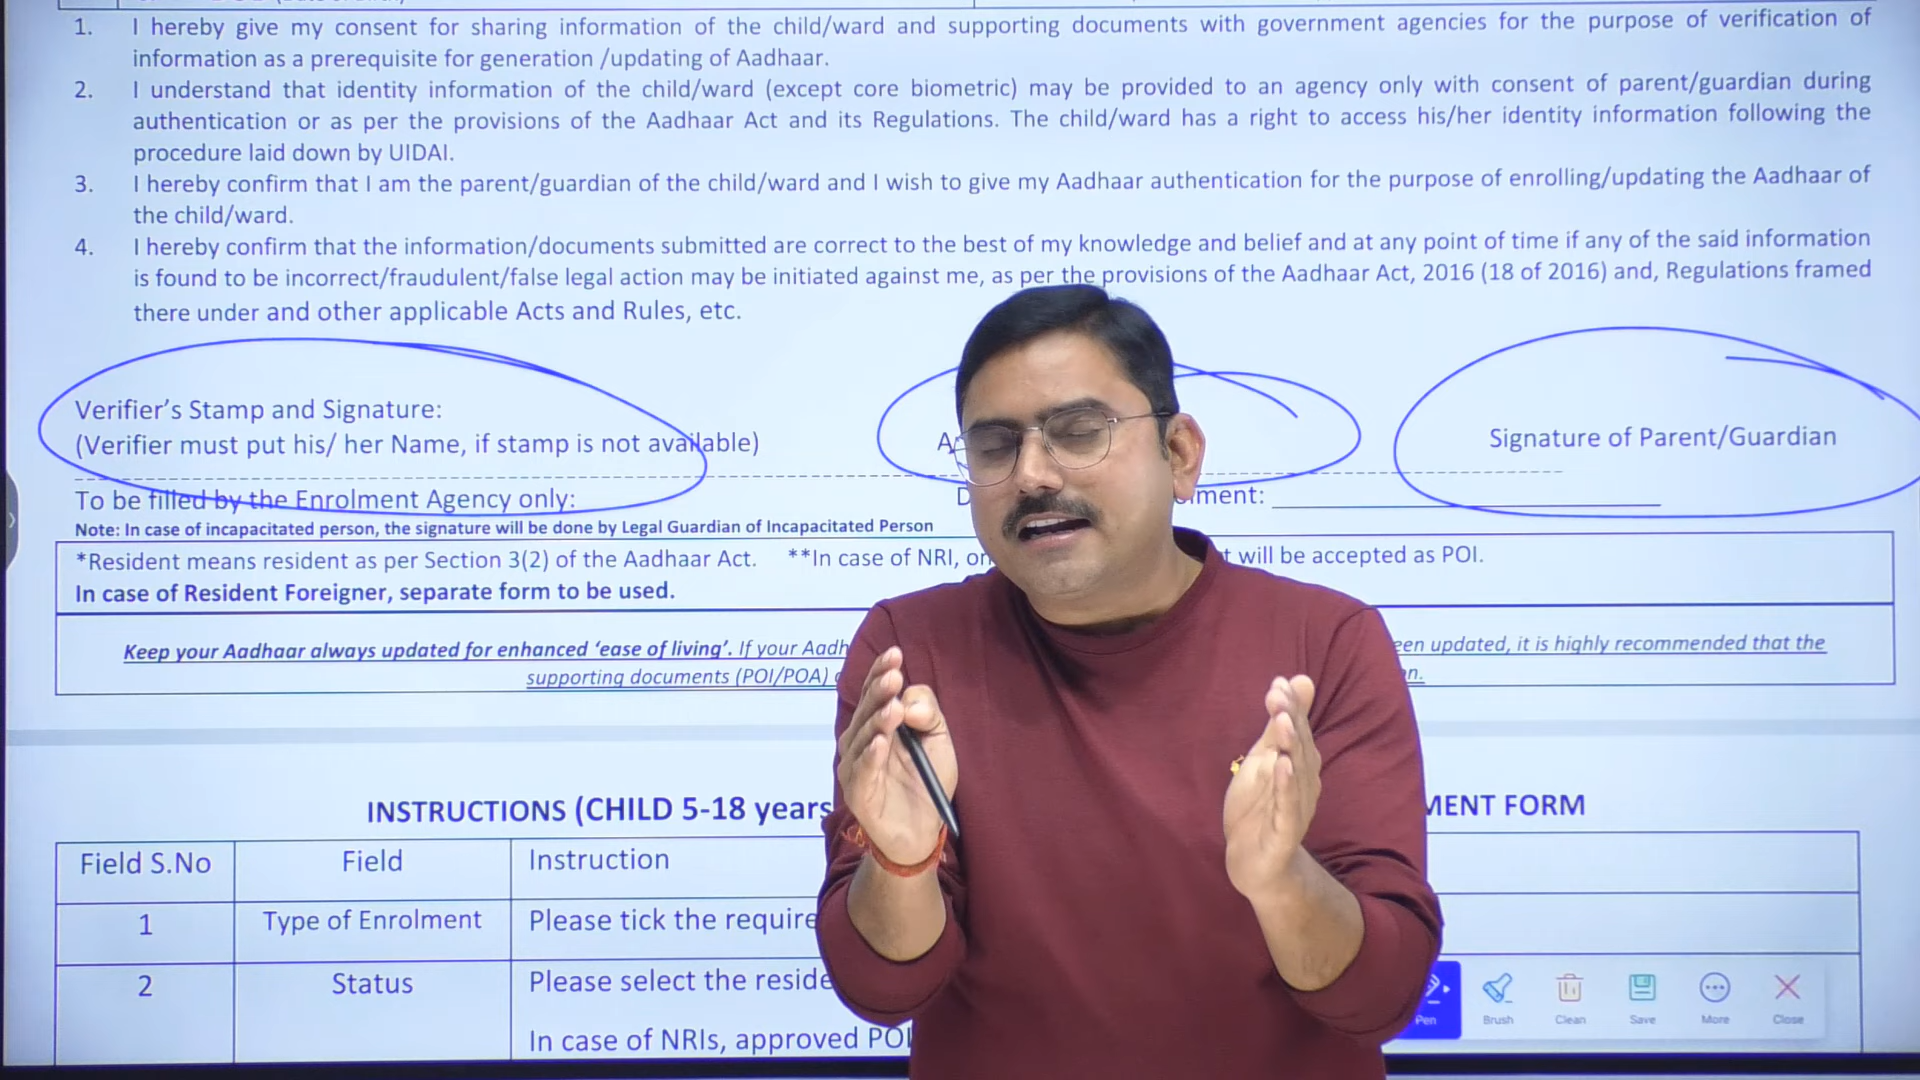 1. I hereby give my consent for sharing information of the child/ward and supporting documents with government agencies for the purpose of verification of
information as a prerequisite for generation /updating of Aadhaar.
2. I understand that identity information of the child/ward (except core biometric) may be provided to an agency only with consent of parent/guardian during
authentication or as per the provisions of the Aadhaar Act and its Regulations. The child/ward has a right to access his/her identity information following the
procedure laid down by UIDAI.
3. I hereby confirm that I am the parent/guardian of the child/ward and I wish to give my Aadhaar authentication for the purpose of enrolling/updating the Aadhaar of
the child/ward.
4. I hereby confirm that the information/documents submitted are correct to the best of my knowledge and belief and at any point of time if any of the said information
is found to be incorrect/fraudulent/false legal action may be initiated against me, as per the provisions of the Aadhaar Act, 2016 (18 of 2016) and, Regulations framed
there under and other applicable Acts and Rules, etc.
Verifier's Stamp and Signature:
(Verifier must put his/ her Name, if stamp is not available) Signature of Parent/Guardian
To be filled by the Enrolment Agency only:
Note: In case of incapacitated person, the signature will be done by Legal Guardian of Incapacitated Person
*Resident means resident as per Section 3(2) of the Aadhaar Act. **In case of NRI, will be accepted as POI.
In case of Resident Foreigner, separate form to be used.
Keep your Aadhaar always updated for enhanced 'ease of living'. If your updated, it is highly recommended that the
supporting documents (POI/POA)
INSTRUCTIONS (CHILD 5-18 years FORM
Field S.No Field Instruction
1 Type of Enrolment Please tick the
2 Status Please select the
In case of NRIs, approved
Pen Brush Clean Save More Close